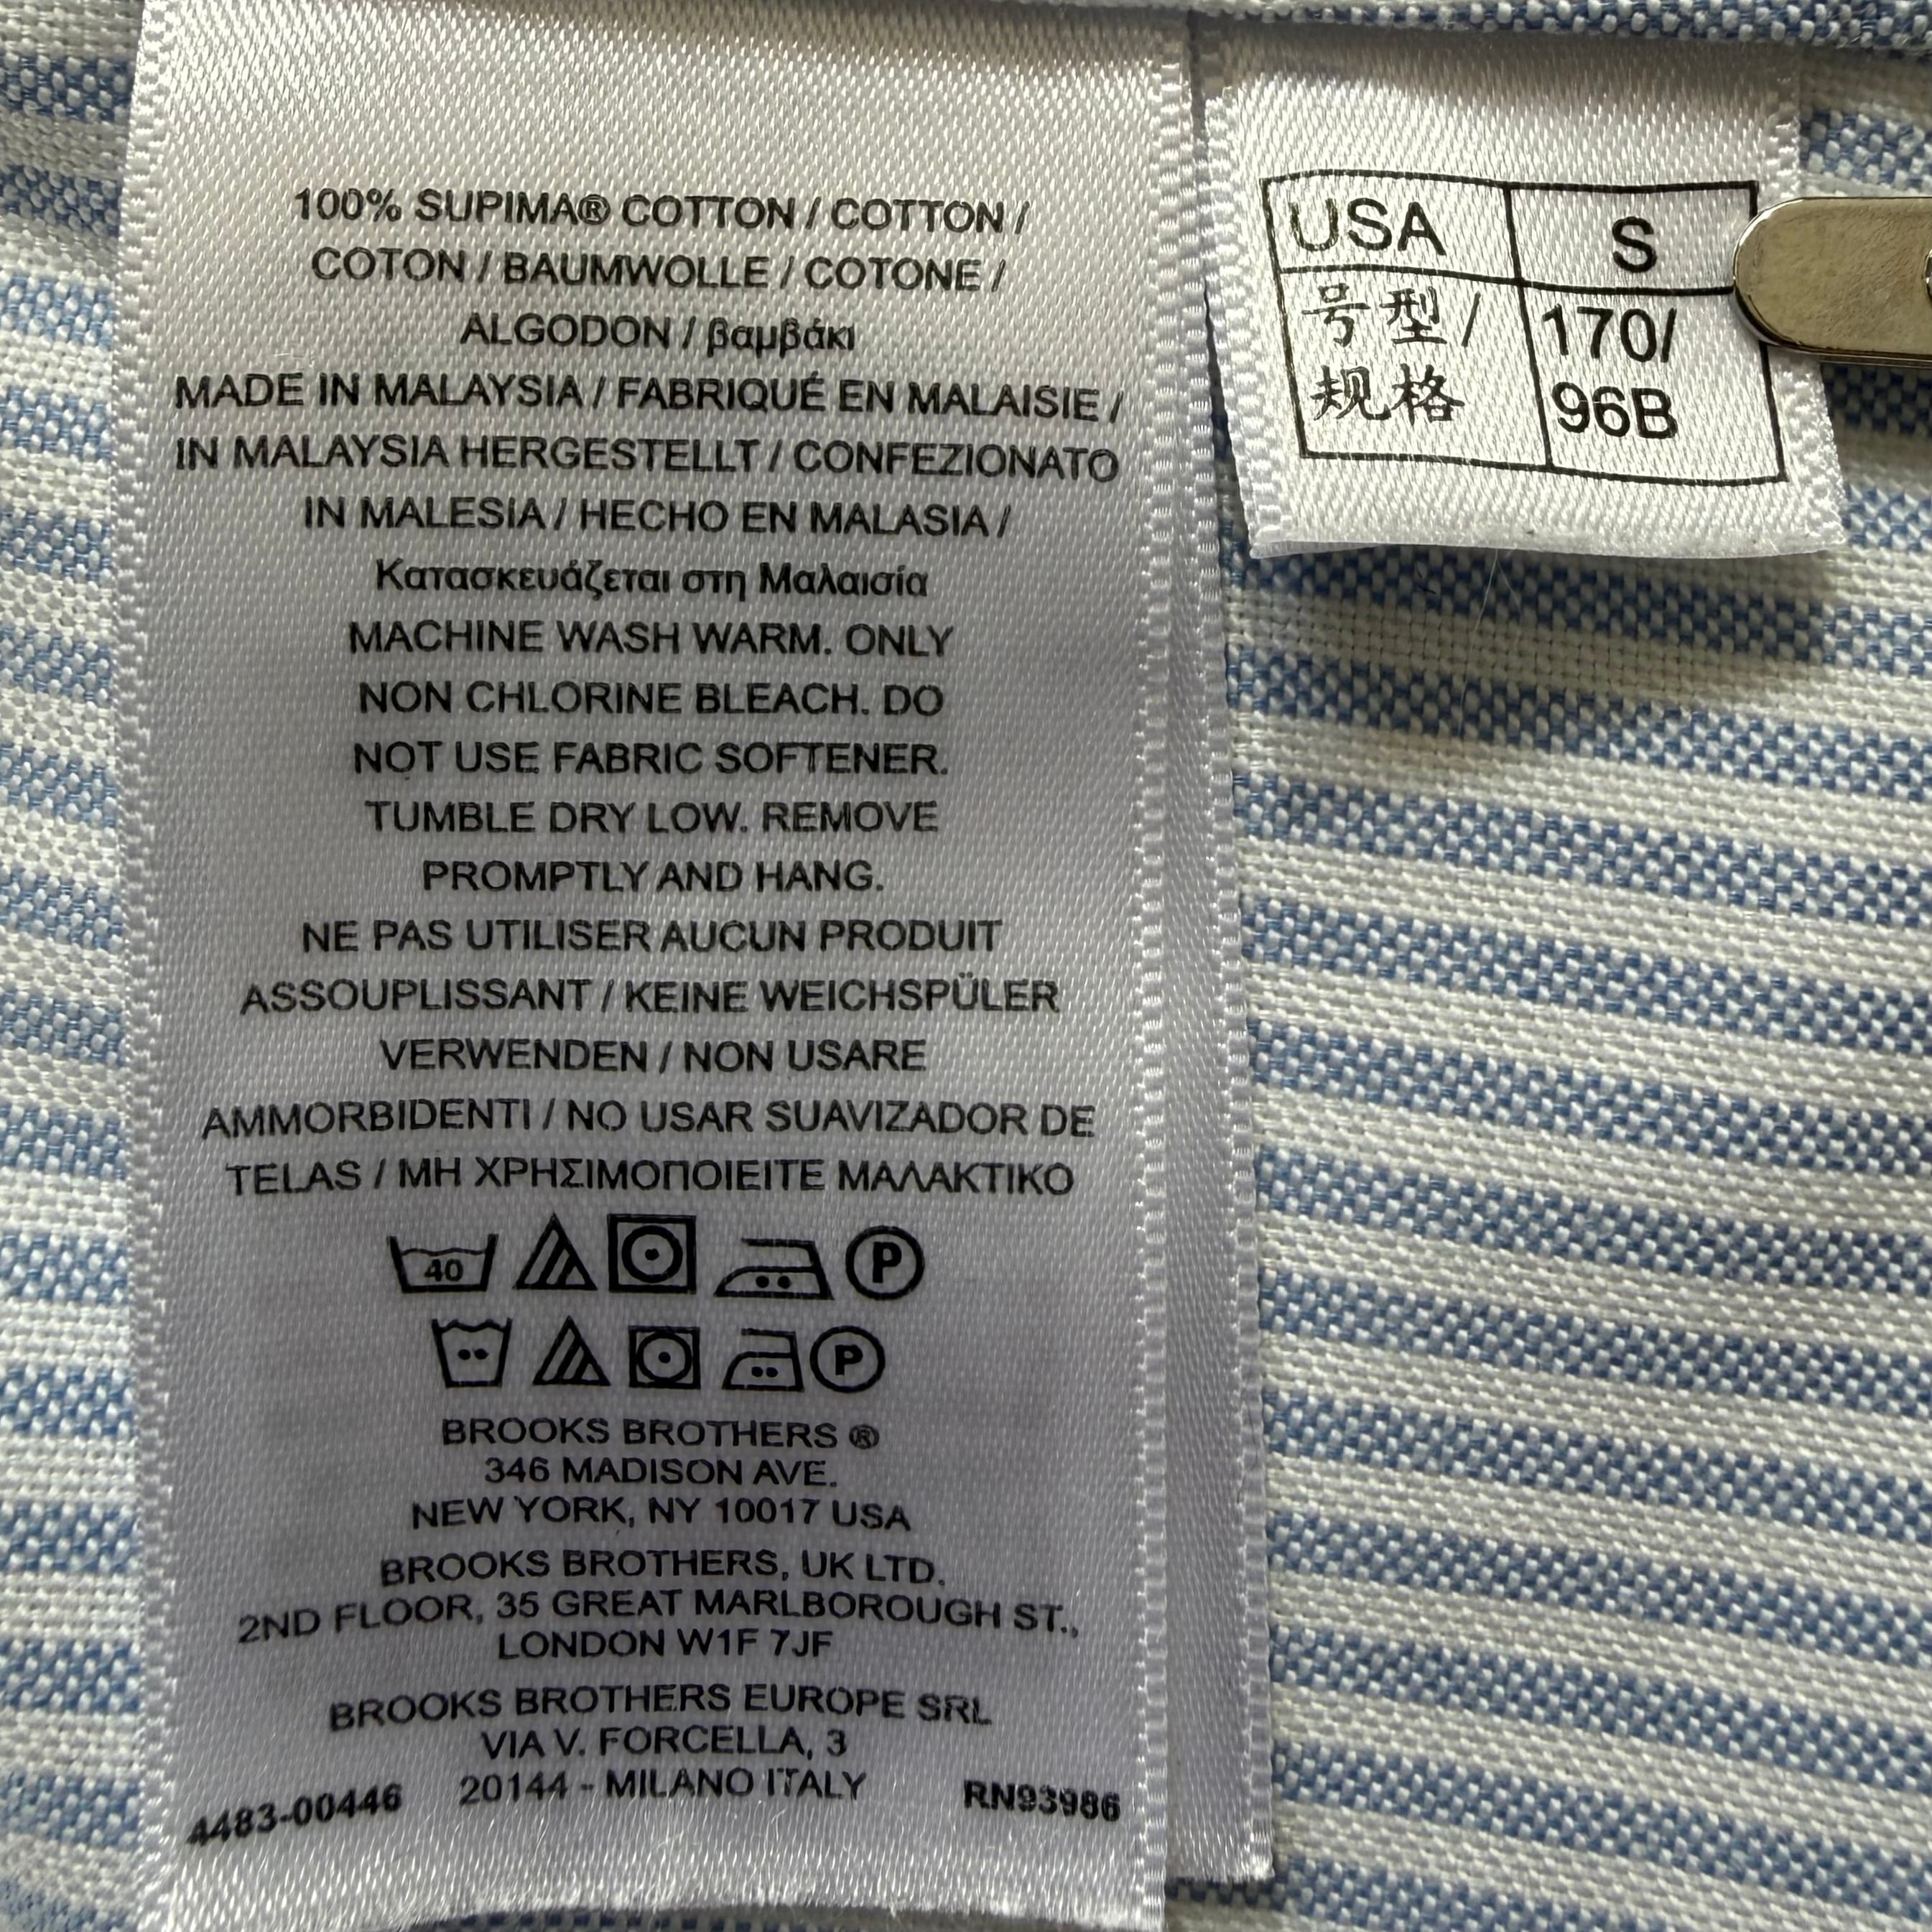 100% SUPIMA® COTTON / COTTON /
COTON / BAUMWOLLE / COTONE /
ALGODON / βαμβάκι
MADE IN MALAYSIA / FABRIQUÉ EN MALAISIE /
IN MALAYSIA HERGESTELLT / CONFEZIONATO
IN MALESIA / HECHO EN MALASIA /
Κατασκευάζεται στη Μαλαισία
MACHINE WASH WARM. ONLY
NON CHLORINE BLEACH. DO
NOT USE FABRIC SOFTENER.
TUMBLE DRY LOW. REMOVE
PROMPTLY AND HANG.
NE PAS UTILISER AUCUN PRODUIT
ASSOUPLISSANT / KEINE WEICHSPÜLER
VERWENDEN / NON USARE
AMMORBIDENTI / NO USAR SUAVIZADOR DE
TELAS / ΜΗ ΧΡΗΣΙΜΟΠΟΙΕΙΤΕ ΜΑΛΑΚΤΙΚΟ
40 P
P
BROOKS BROTHERS ®
346 MADISON AVE.
NEW YORK, NY 10017 USA
BROOKS BROTHERS, UK LTD.
2ND FLOOR, 35 GREAT MARLBOROUGH ST.,
LONDON W1F 7JF
BROOKS BROTHERS EUROPE SRL
VIA V. FORCELLA, 3
20144 - MILANO ITALY
4483-00446 RN93986
USA S
号型/ 170/
规格 96B